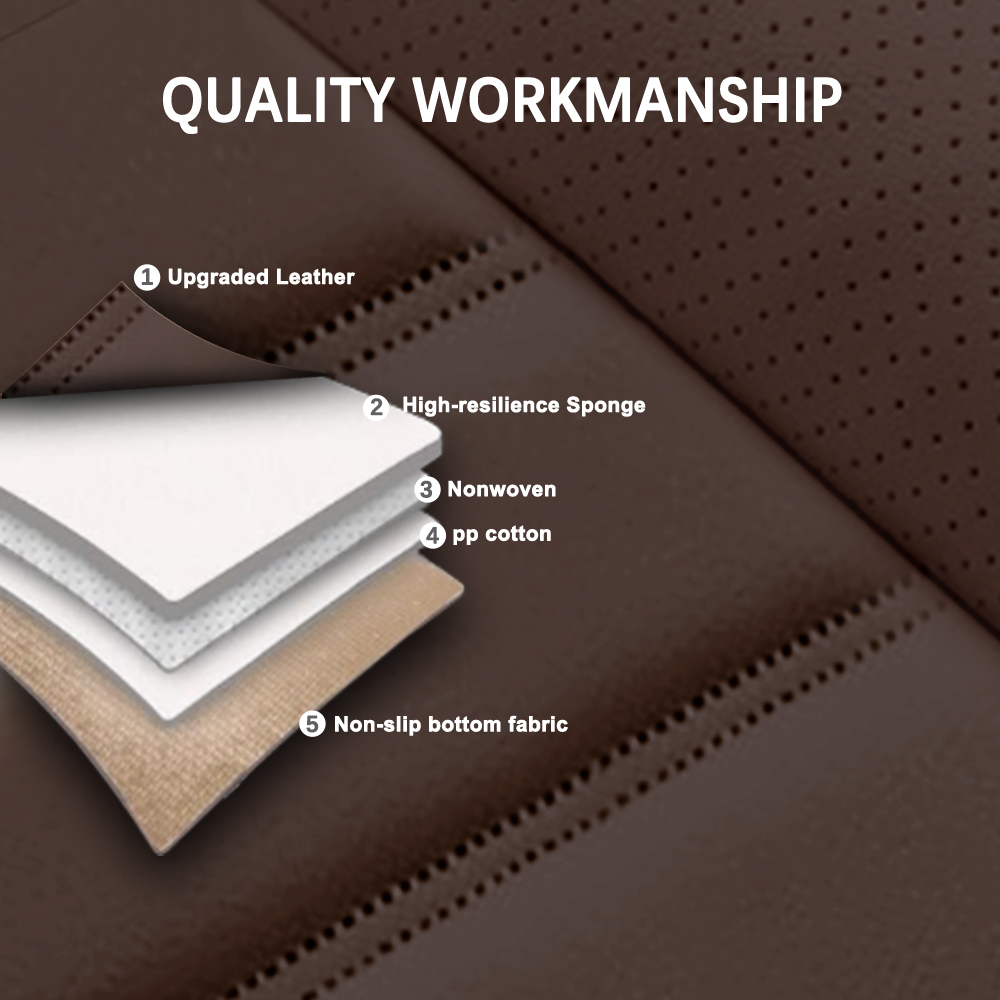 QUALITY WORKMANSHIP
1 Upgraded Leather
2 High-resilience Sponge
3 Nonwoven
4 pp cotton
5 Non-slip bottom fabric